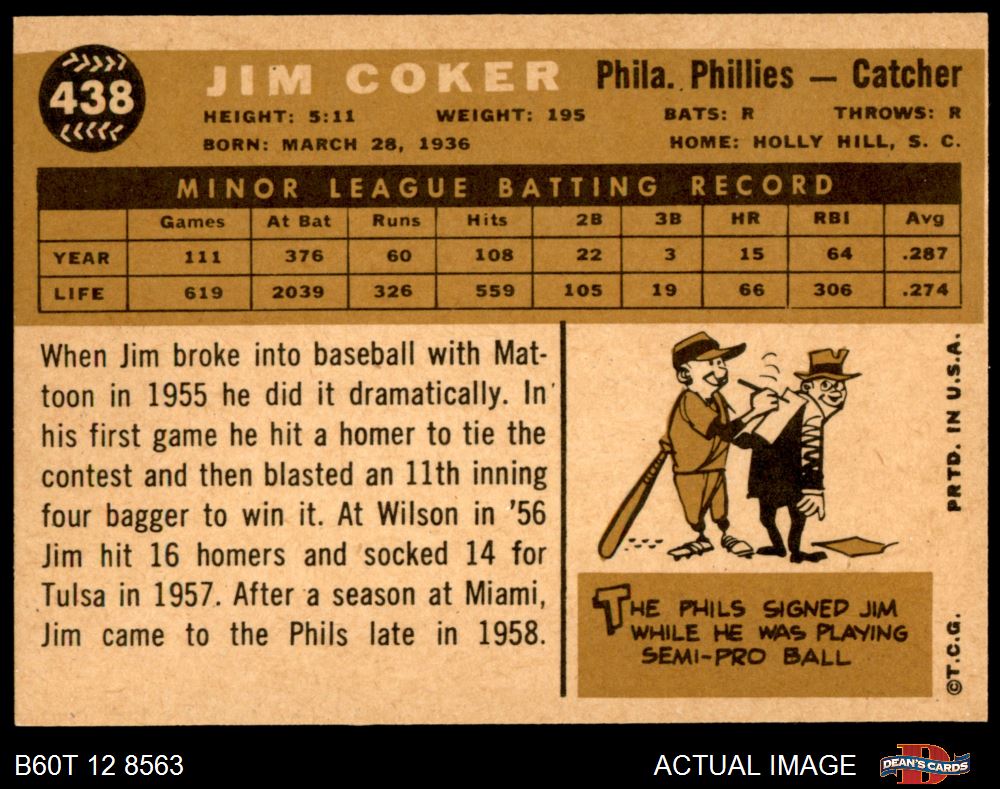 438
JIM COKER Phila. Phillies — Catcher
HEIGHT: 5:11 WEIGHT: 195 BATS: R THROWS: R
BORN: MARCH 28, 1936 HOME: HOLLY HILL, S. C.
MINOR LEAGUE BATTING RECORD
Games At Bat Runs Hits 2B 3B HR RBI Avg
YEAR 111 376 60 108 22 3 15 64 .287
LIFE 619 2039 326 559 105 19 66 306 .274
When Jim broke into baseball with Mat-
toon in 1955 he did it dramatically. In
his first game he hit a homer to tie the
contest and then blasted an 11th inning
four bagger to win it. At Wilson in '56
Jim hit 16 homers and socked 14 for
Tulsa in 1957. After a season at Miami,
Jim came to the Phils late in 1958.
THE PHILS SIGNED JIM
WHILE HE WAS PLAYING
SEMI-PRO BALL
©T.C.G. PRTD. IN U.S.A.
B60T 12 8563 ACTUAL IMAGE
DEAN'S CARDS